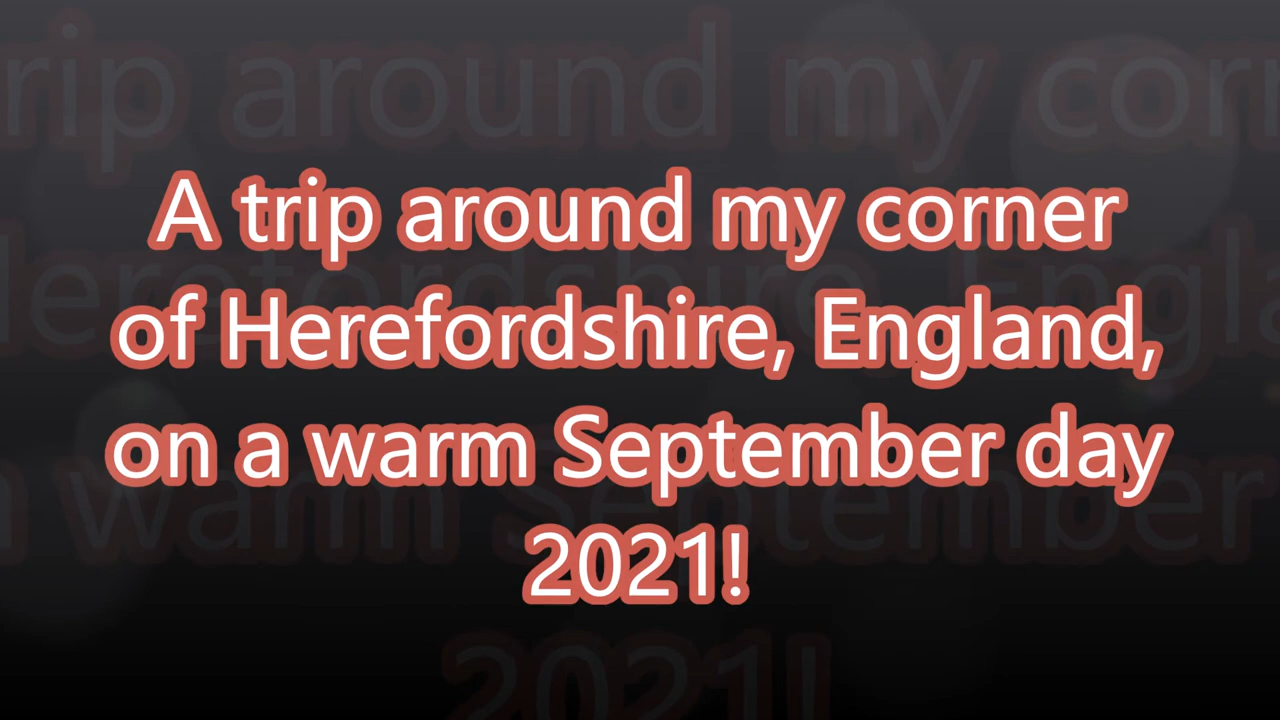 A trip around my corner
of Herefordshire, England,
on a warm September day
2021!